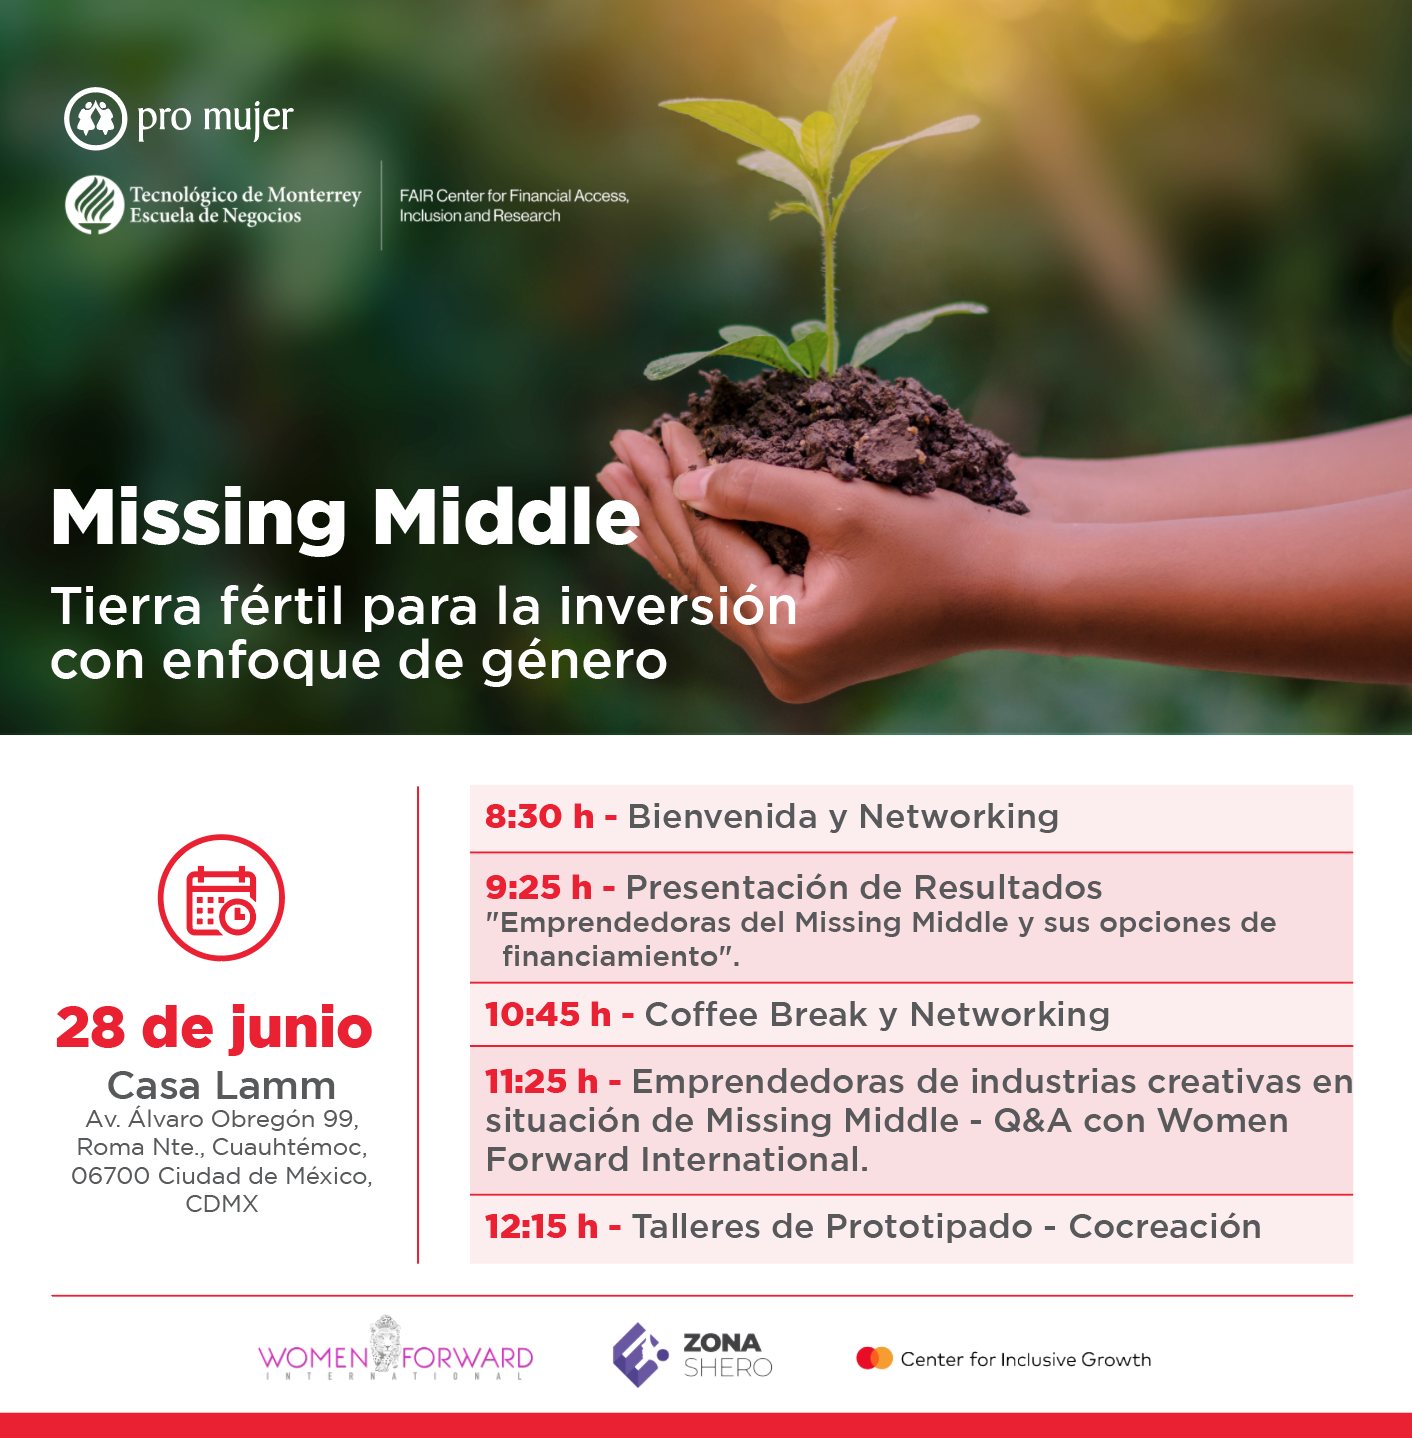 pro mujer
Tecnológico de Monterrey
Escuela de Negocios
FAIR Center for Financial Access,
Inclusion and Research
Missing Middle
Tierra fértil para la inversión
con enfoque de género
28 de junio
Casa Lamm
Av. Álvaro Obregón 99,
Roma Nte., Cuauhtémoc,
06700 Ciudad de México,
CDMX
8:30 h - Bienvenida y Networking
9:25 h - Presentación de Resultados
"Emprendedoras del Missing Middle y sus opciones de
financiamiento".
10:45 h - Coffee Break y Networking
11:25 h - Emprendedoras de industrias creativas en
situación de Missing Middle - Q&A con Women
Forward International.
12:15 h - Talleres de Prototipado - Cocreación
WOMEN FORWARD
INTERNATIONAL
ZONA
SHERO
Center for Inclusive Growth